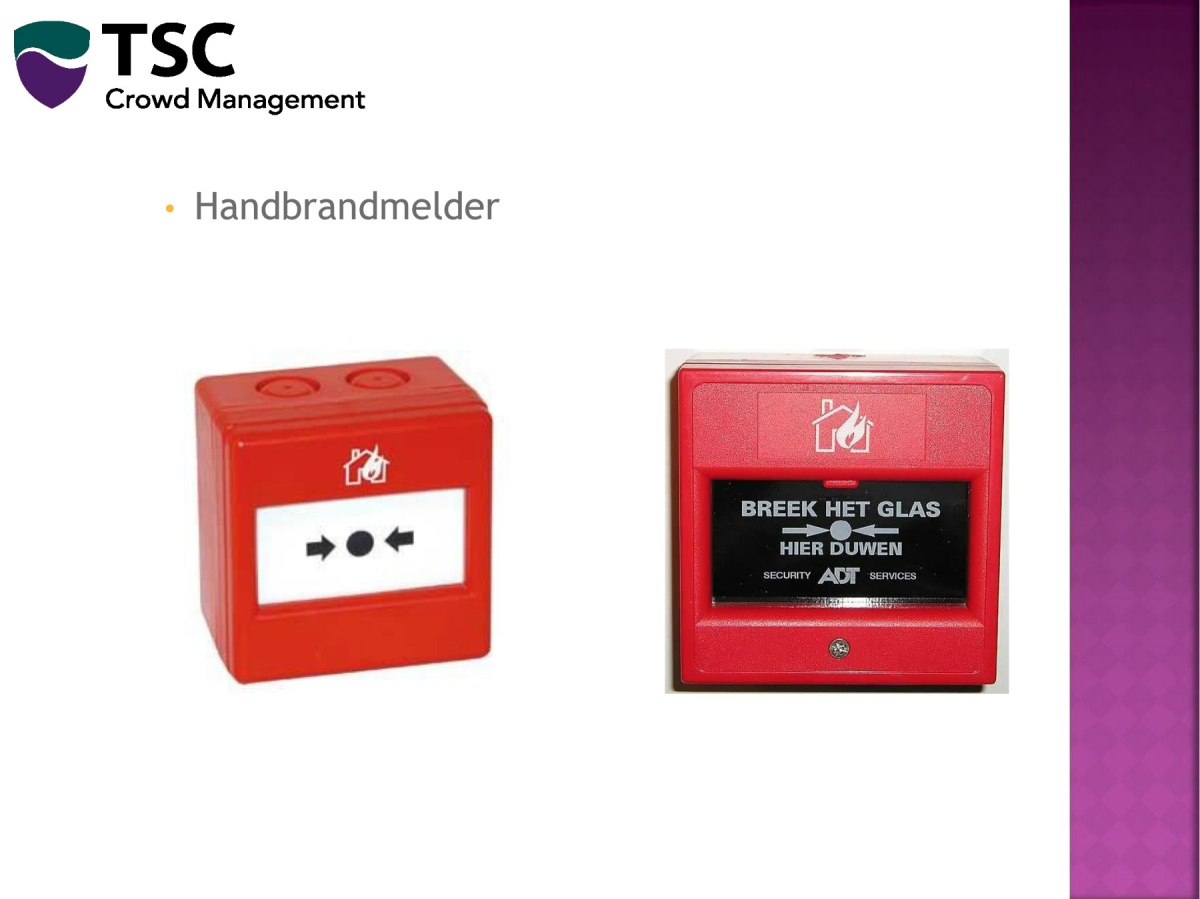 TSC
Crowd Management
• Handbrandmelder
BREEK HET GLAS
HIER DUWEN
SECURITY ADT SERVICES